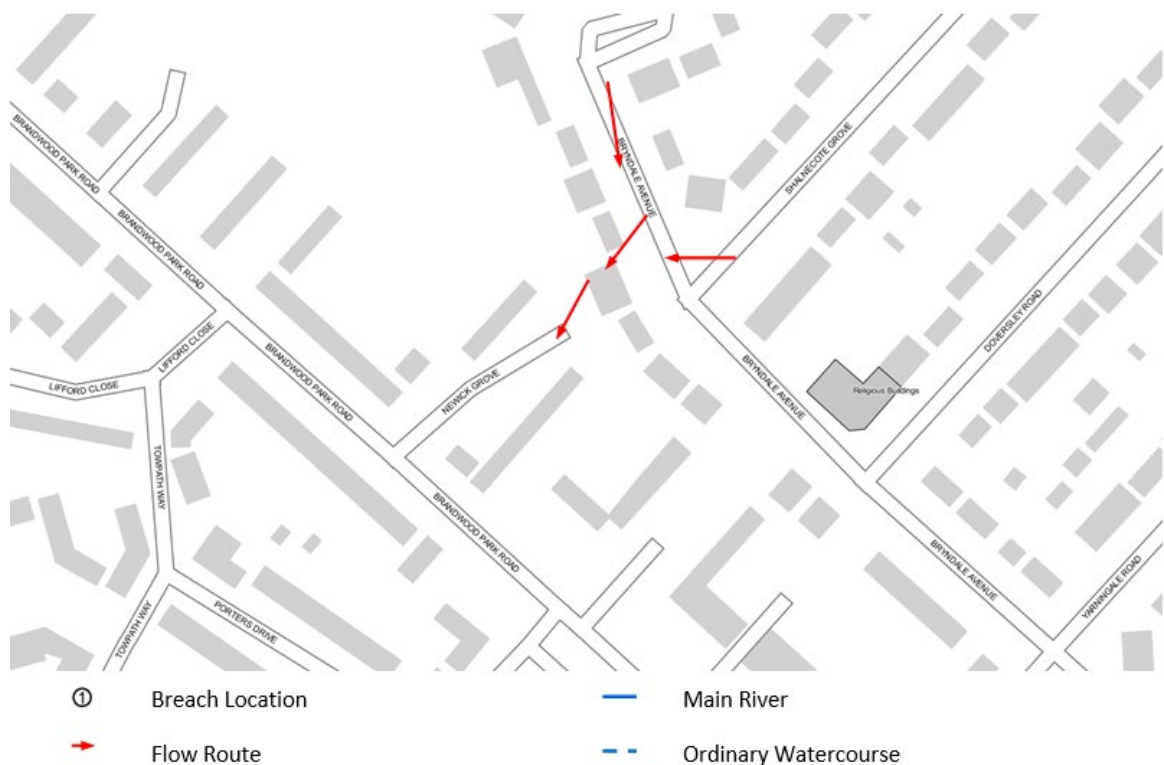 BRANDWOOD PARK ROAD
BRANDWOOD PARK ROAD
BRYNDALE AVENUE
SHALNECOTE GROVE
LIFFORD CLOSE
LIFFORD CLOSE
BRANDWOOD PARK ROAD
NEWICK GROVE
BRYNDALE AVENUE
Religious Buildings
DOVERSLEY ROAD
TOWPATH WAY
BRANDWOOD PARK ROAD
BRYNDALE AVENUE
YARNINGALE ROAD
TOWPATH WAY
PORTERS DRIVE
1 Breach Location
Main River
Flow Route
Ordinary Watercourse